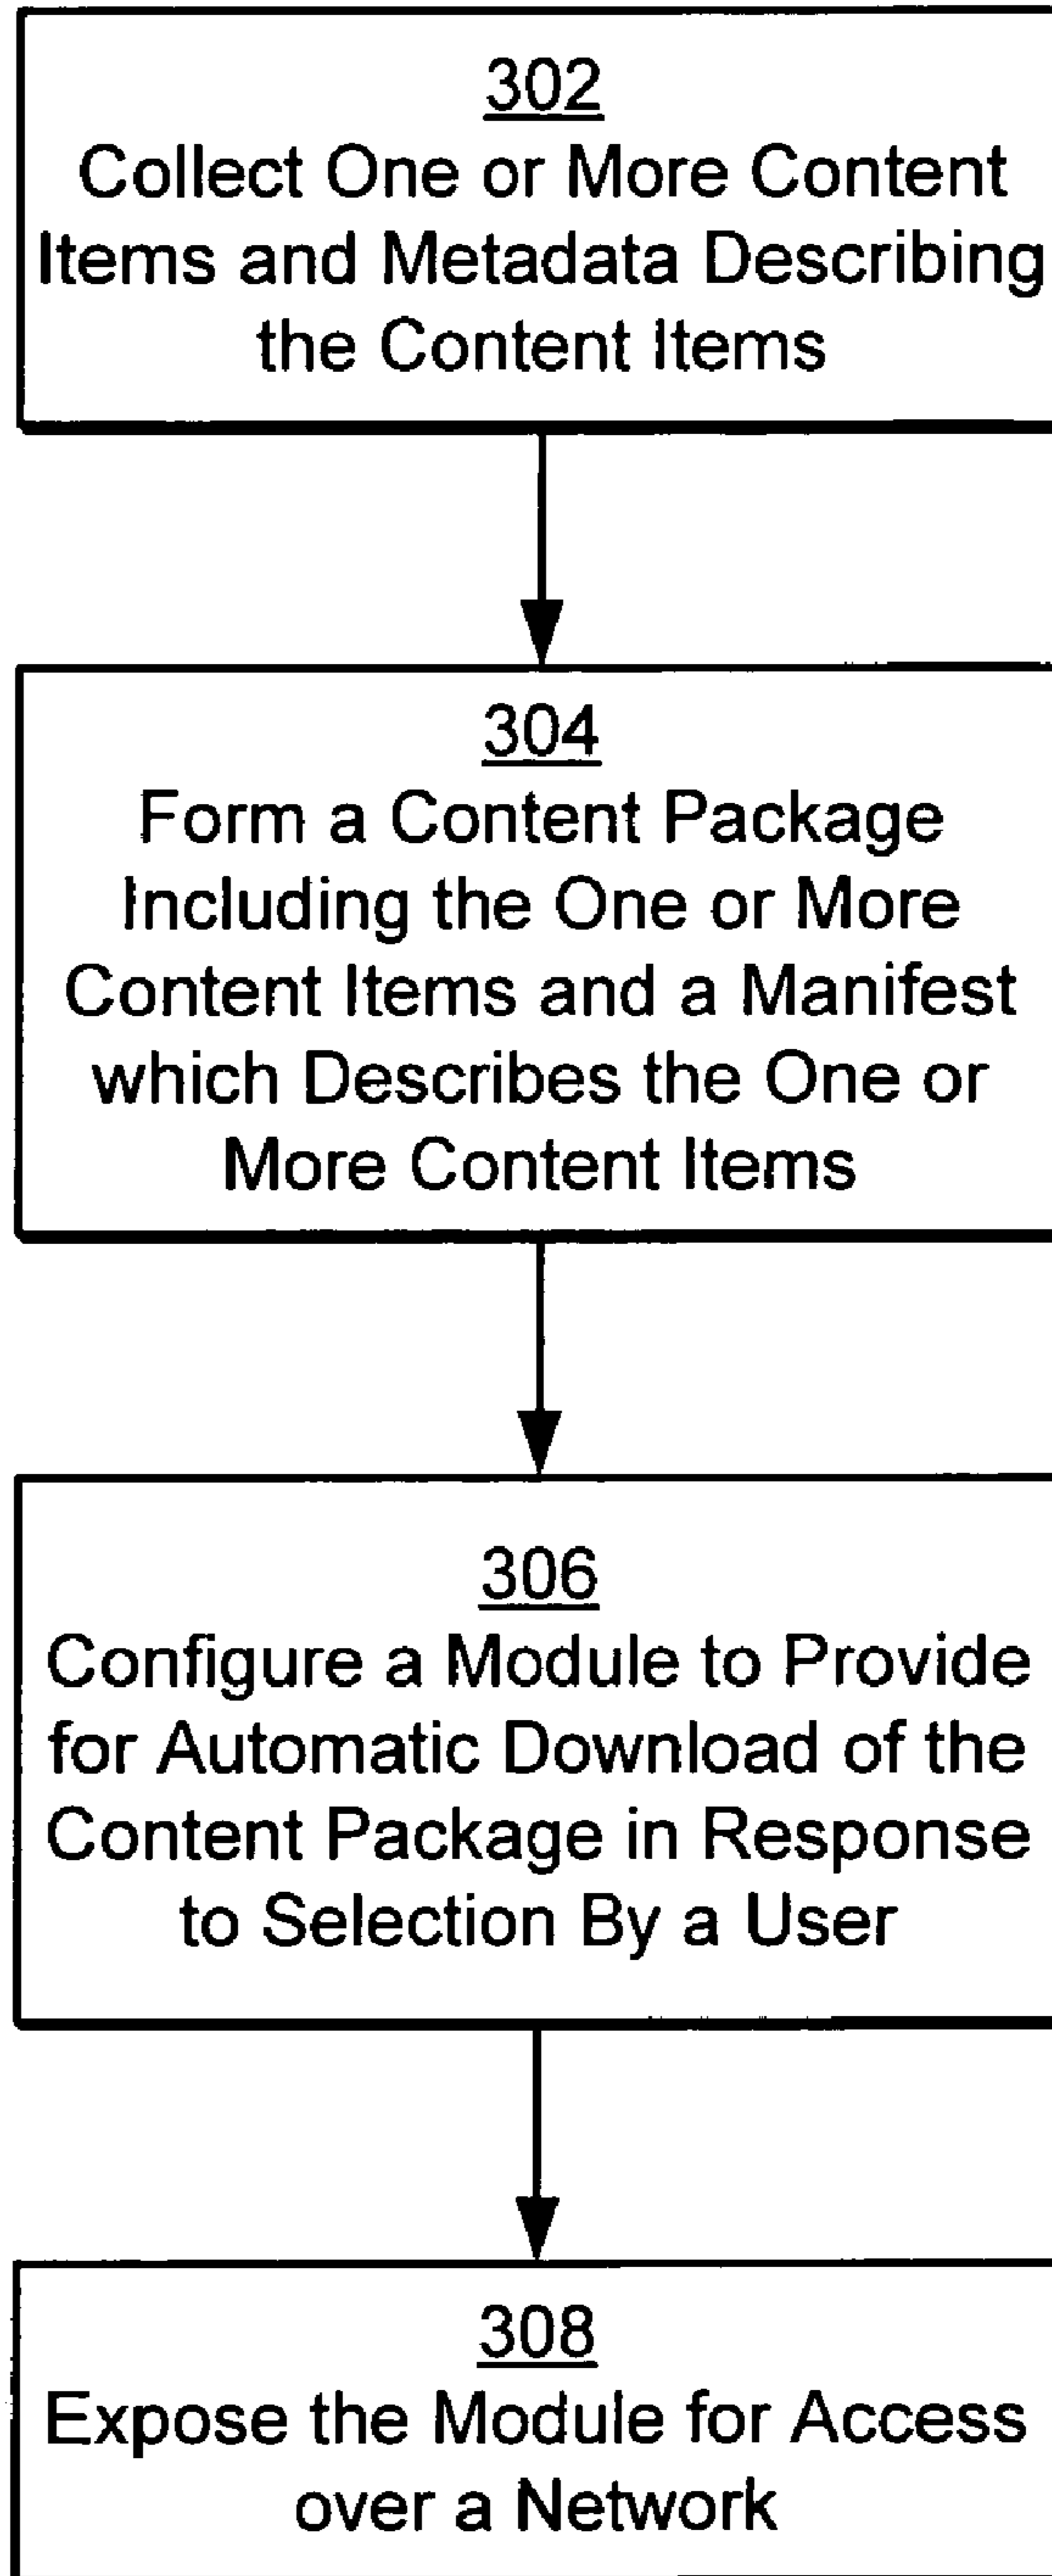 302
Collect One or More Content
Items and Metadata Describing
the Content Items
304
Form a Content Package
Including the One or More
Content Items and a Manifest
which Describes the One or
More Content Items
306
Configure a Module to Provide
for Automatic Download of the
Content Package in Response
to Selection By a User
308
Expose the Module for Access
over a Network